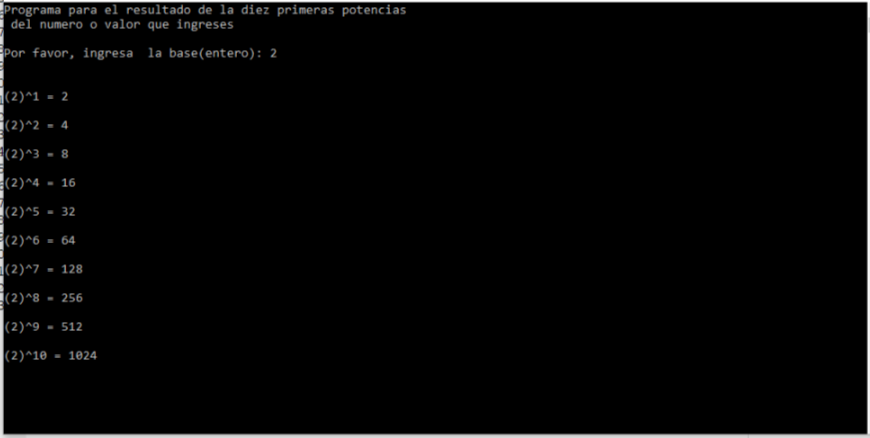 Programa para el resultado de la diez primeras potencias
del numero o valor que ingreses
Por favor, ingresa  la base(entero): 2
(2)^1 = 2
(2)^2 = 4
(2)^3 = 8
(2)^4 = 16
(2)^5 = 32
(2)^6 = 64
(2)^7 = 128
(2)^8 = 256
(2)^9 = 512
(2)^10 = 1024